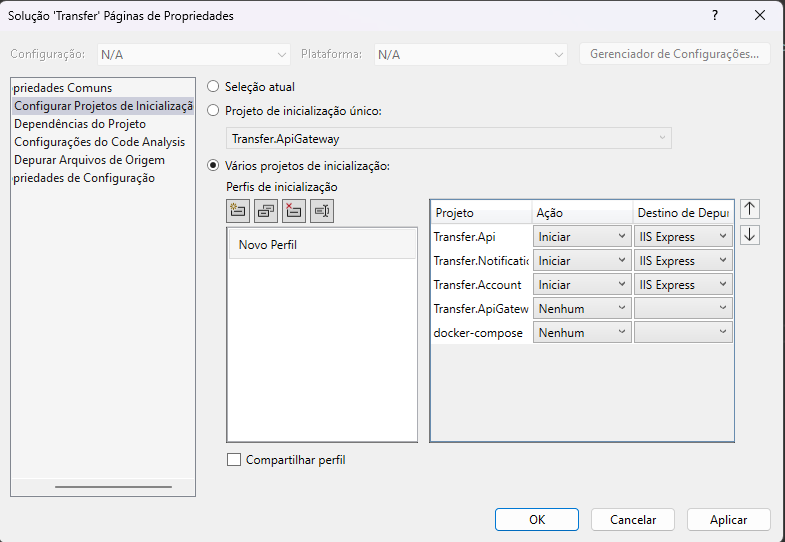 Solução 'Transfer' Páginas de Propriedades
Configuração: N/A Plataforma: N/A Gerenciador de Configurações...
priedades Comuns
Configurar Projetos de Inicializaçã
Dependências do Projeto
Configurações do Code Analysis
Depurar Arquivos de Origem
priedades de Configuração
Seleção atual
Projeto de inicialização único:
Transfer.ApiGateway
Vários projetos de inicialização:
Perfis de inicialização
Novo Perfil
Projeto Ação Destino de Depur
Transfer.Api Iniciar IIS Express
Transfer.Notificatio Iniciar IIS Express
Transfer.Account Iniciar IIS Express
Transfer.ApiGatew Nenhum
docker-compose Nenhum
Compartilhar perfil
OK Cancelar Aplicar